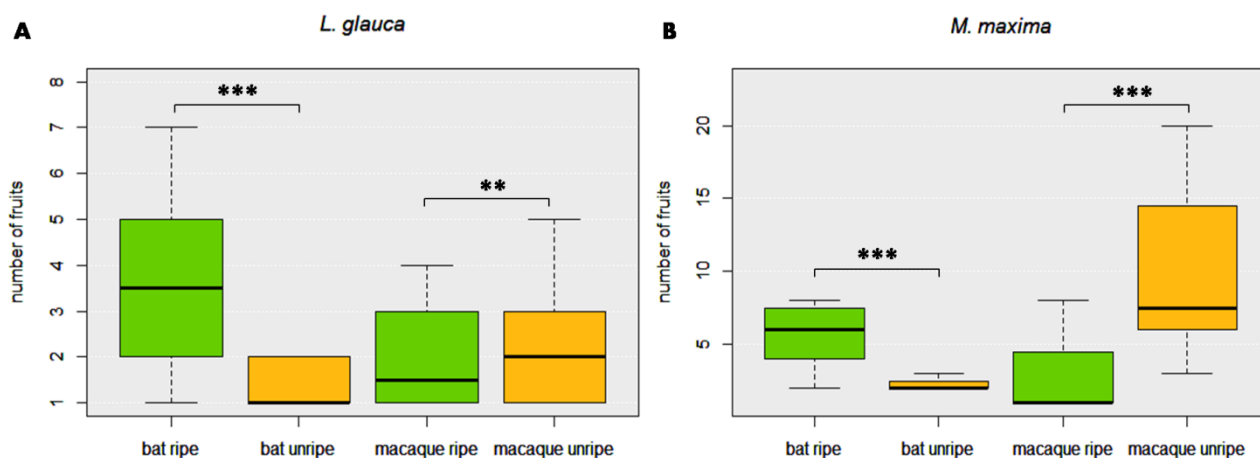 A
L. glauca
***
**
number of fruits
8
7
6
5
4
3
2
1
bat ripe
bat unripe
macaque ripe
macaque unripe
B
M. maxima
***
***
number of fruits
20
15
10
5
bat ripe
bat unripe
macaque ripe
macaque unripe